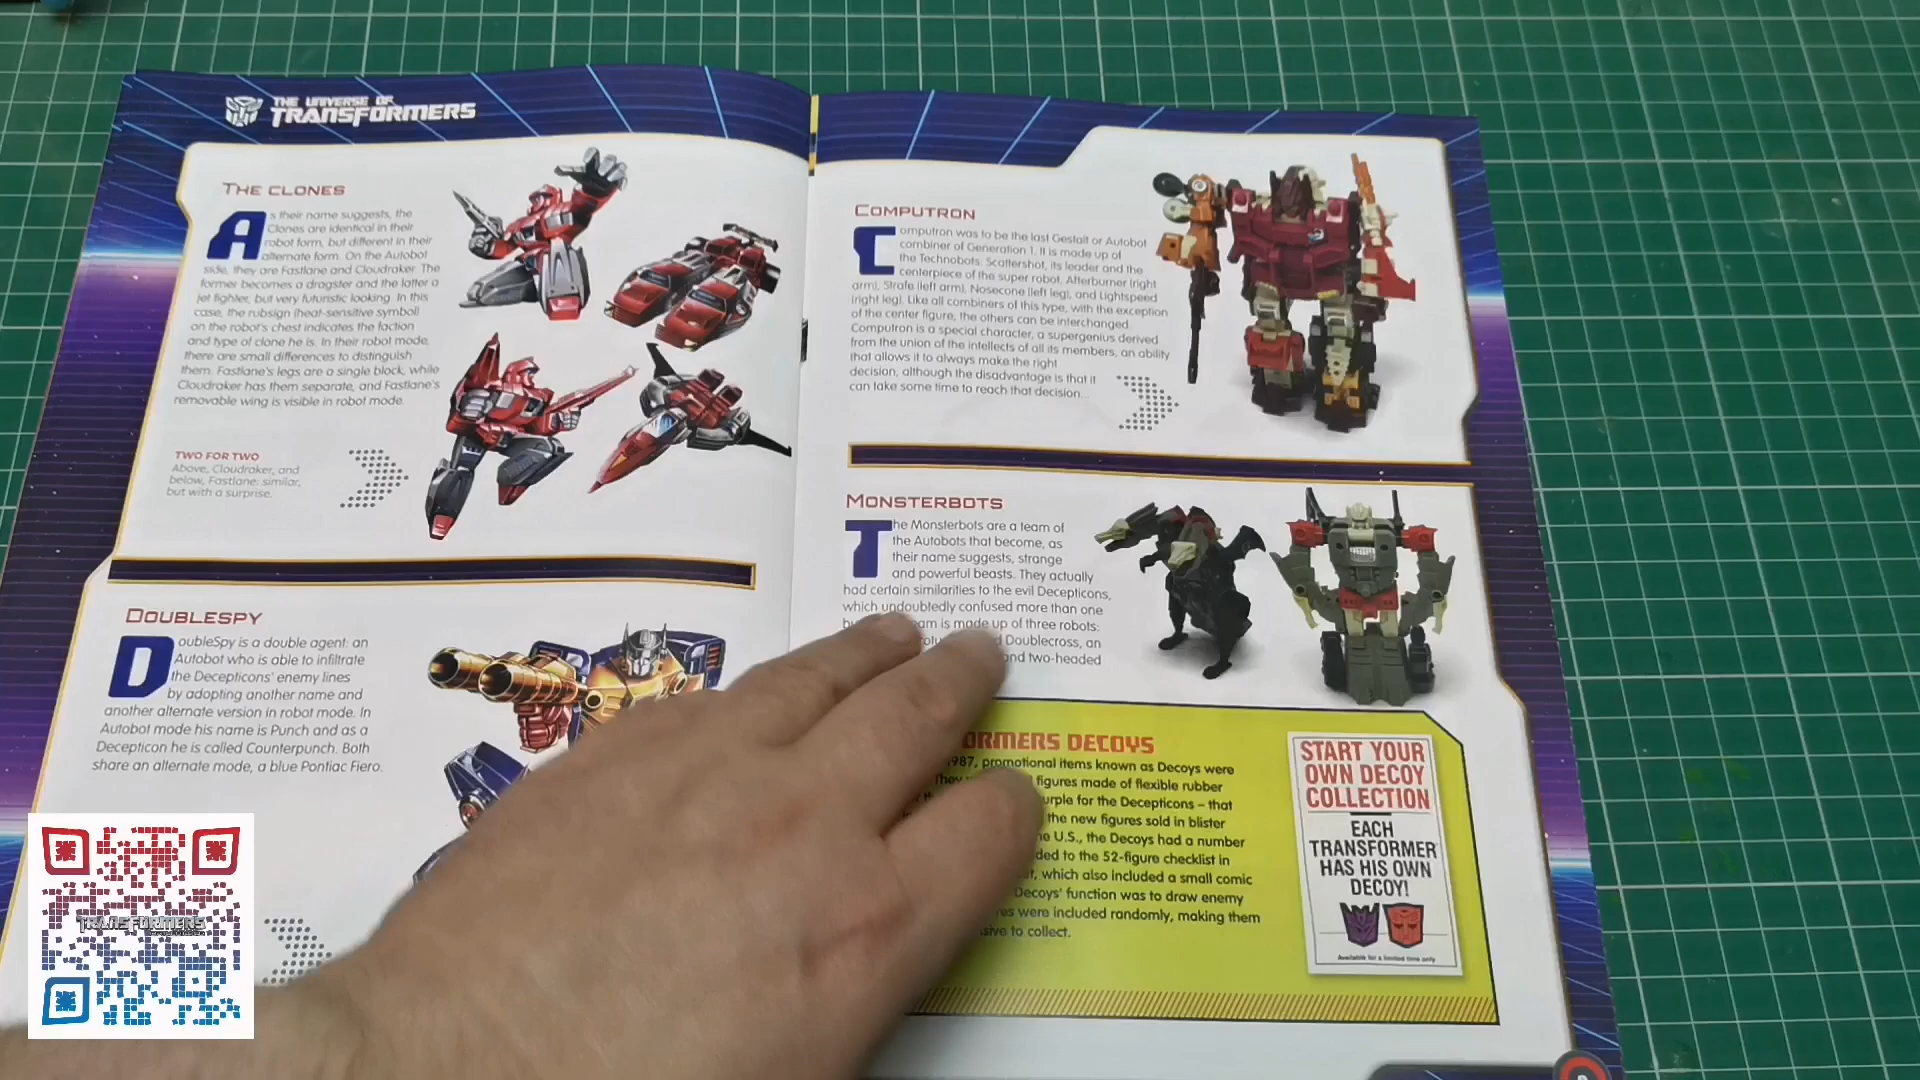 THE UNIVERSE OF
TRANSFORMERS
THE CLONES
As their name suggests, the
Clones are identical in their
robot form, but different in their
alternate form. On the Autobot
side, they are Fastlane and Cloudraker. The
former becomes a dragster and the latter a
jet fighter, but very futuristic looking. In this
case, the rubsign (heat-sensitive symbol)
on the robot's chest indicates the faction
and type of clone he is. In their robot mode,
there are small differences to distinguish
them: Fastlane's legs are a single block, while
Cloudraker has them separate, and Fastlane's
removable wing is visible in robot mode.
TWO FOR TWO
Above, Cloudraker, and
below, Fastlane: similar,
but with a surprise.
DOUBLESPY
DoubleSpy is a double agent: an
Autobot who is able to infiltrate
the Decepticons' enemy lines
by adopting another name and
another alternate version in robot mode. In
Autobot mode his name is Punch and as a
Decepticon he is called Counterpunch. Both
share an alternate mode, a blue Pontiac Fiero.
TRANSFORMERS
COMPUTRON
Computron was to be the last Gestalt or Autobot
combiner of Generation 1. It is made up of
the Technobots: Scattershot, its leader and the
centerpiece of the super robot, Afterburner (right
arm), Strafe (left arm), Nosecone (left leg), and Lightspeed
(right leg). Like all combiners of this type, with the exception
of the center figure, the others can be interchanged.
Computron is a special character, a supergenius derived
from the union of the intellects of all its members, an ability
that allows it to always make the right
decision, although the disadvantage is that it
can take some time to reach that decision...
MONSTERBOTS
The Monsterbots are a team of
the Autobots that become, as
their name suggests, strange
and powerful beasts. They actually
had certain similarities to the evil Decepticons,
which undoubtedly confused more than one
team is made up of three robots:
Doublecross, an
and two-headed
ORMERS DECOYS
1987, promotional items known as Decoys were
They figures made of flexible rubber
purple for the Decepticons – that
the new figures sold in blister
the U.S., the Decoys had a number
ded to the 52-figure checklist in
which also included a small comic
Decoys' function was to draw enemy
were included randomly, making them
sive to collect.
START YOUR
OWN DECOY
COLLECTION
EACH
TRANSFORMER
HAS HIS OWN
DECOY!
Available for a limited time only